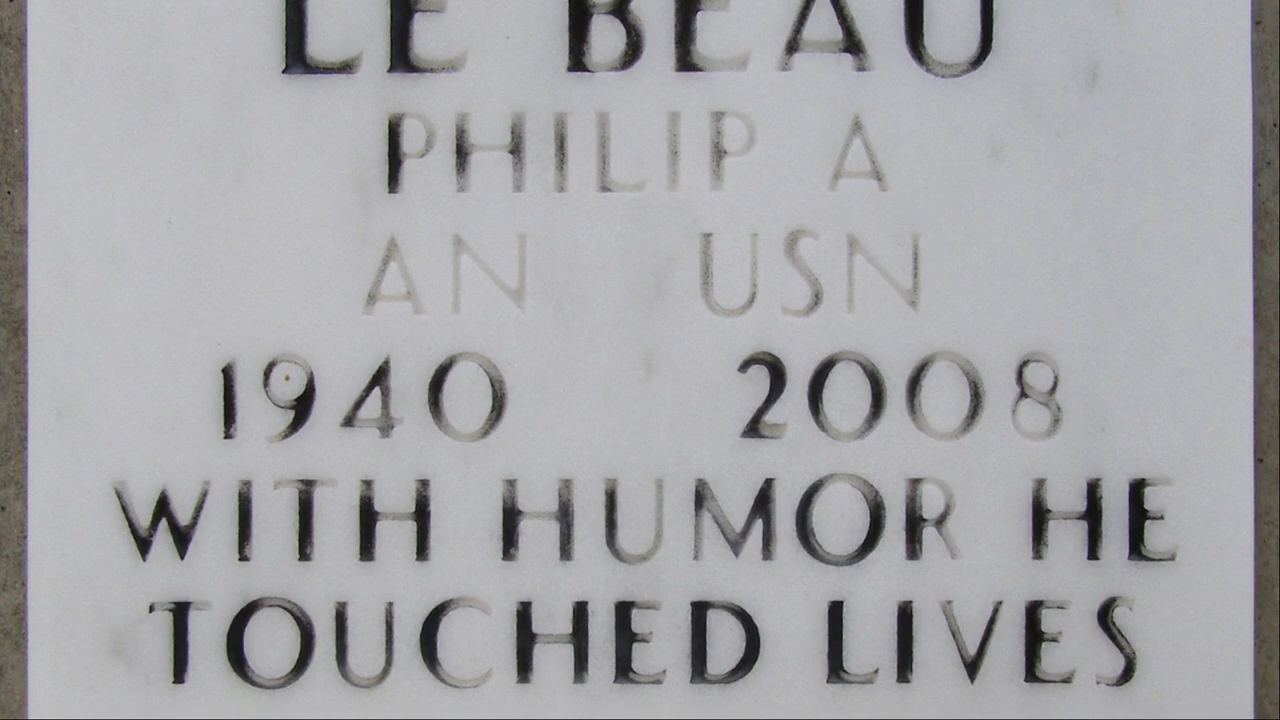 LE BEAU
PHILIP A
AN USN
1940 2008
WITH HUMOR HE
TOUCHED LIVES